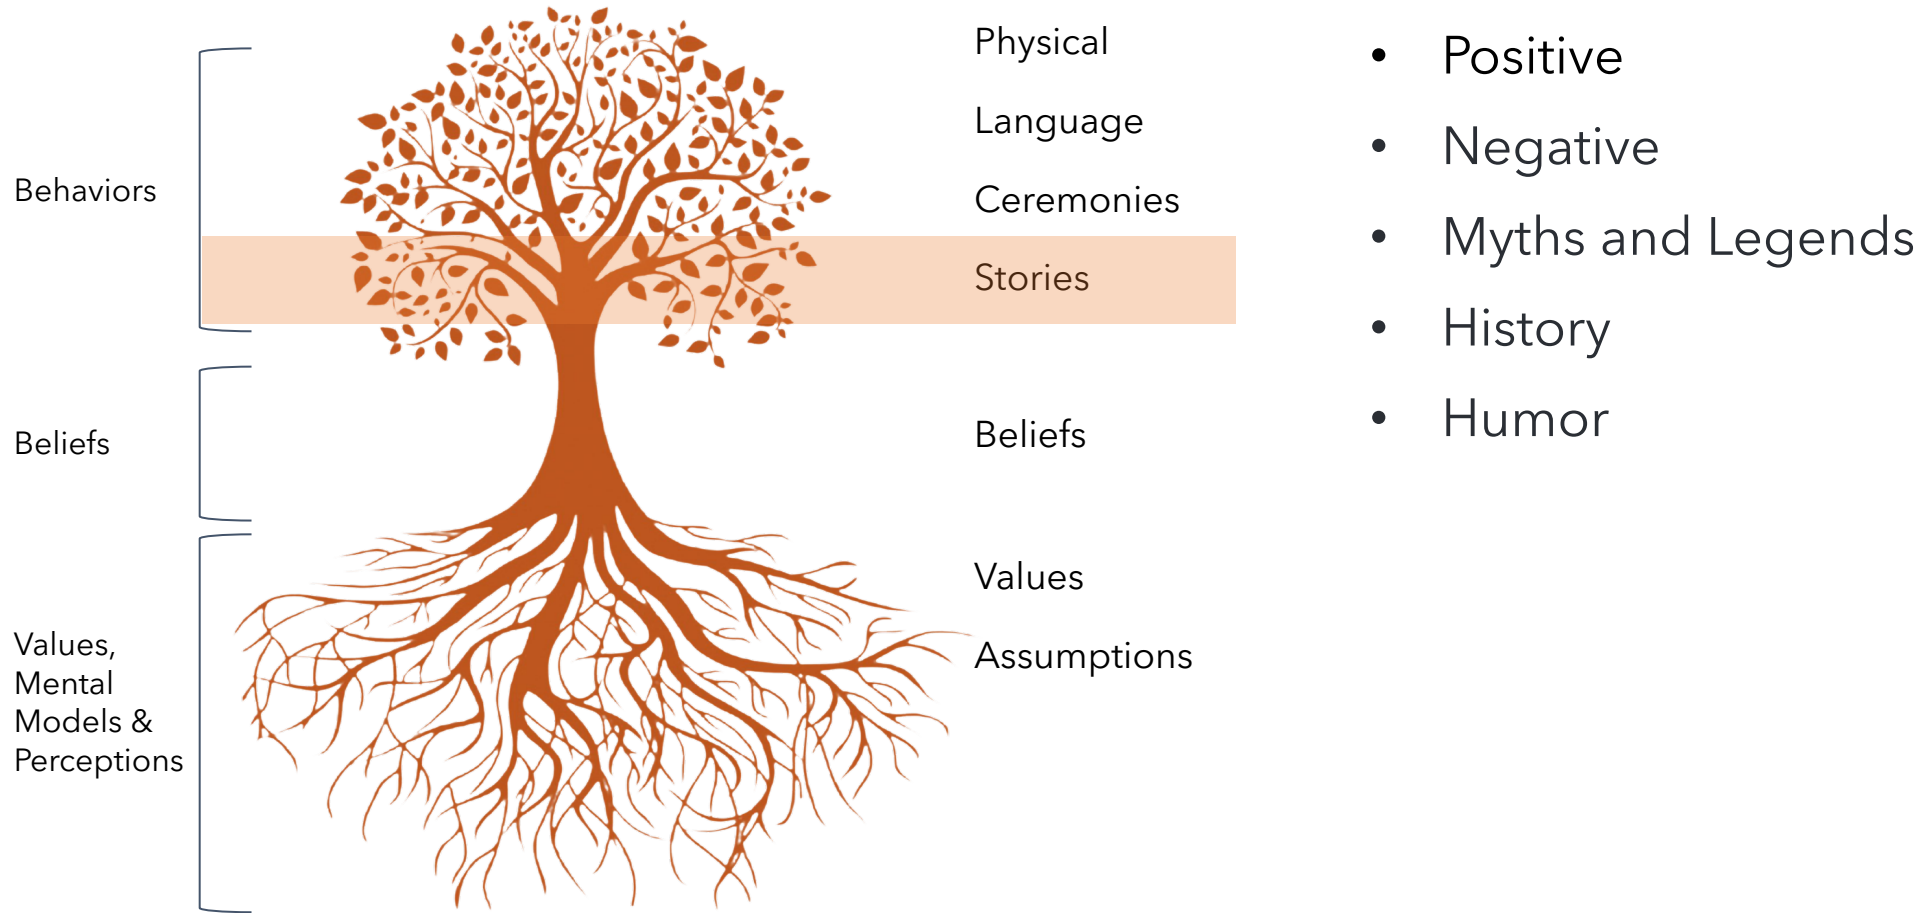 Behaviors
Beliefs
Values,
Mental
Models &
Perceptions
Physical
Language
Ceremonies
Stories
Beliefs
Values
Assumptions
• Positive
• Negative
• Myths and Legends
• History
• Humor